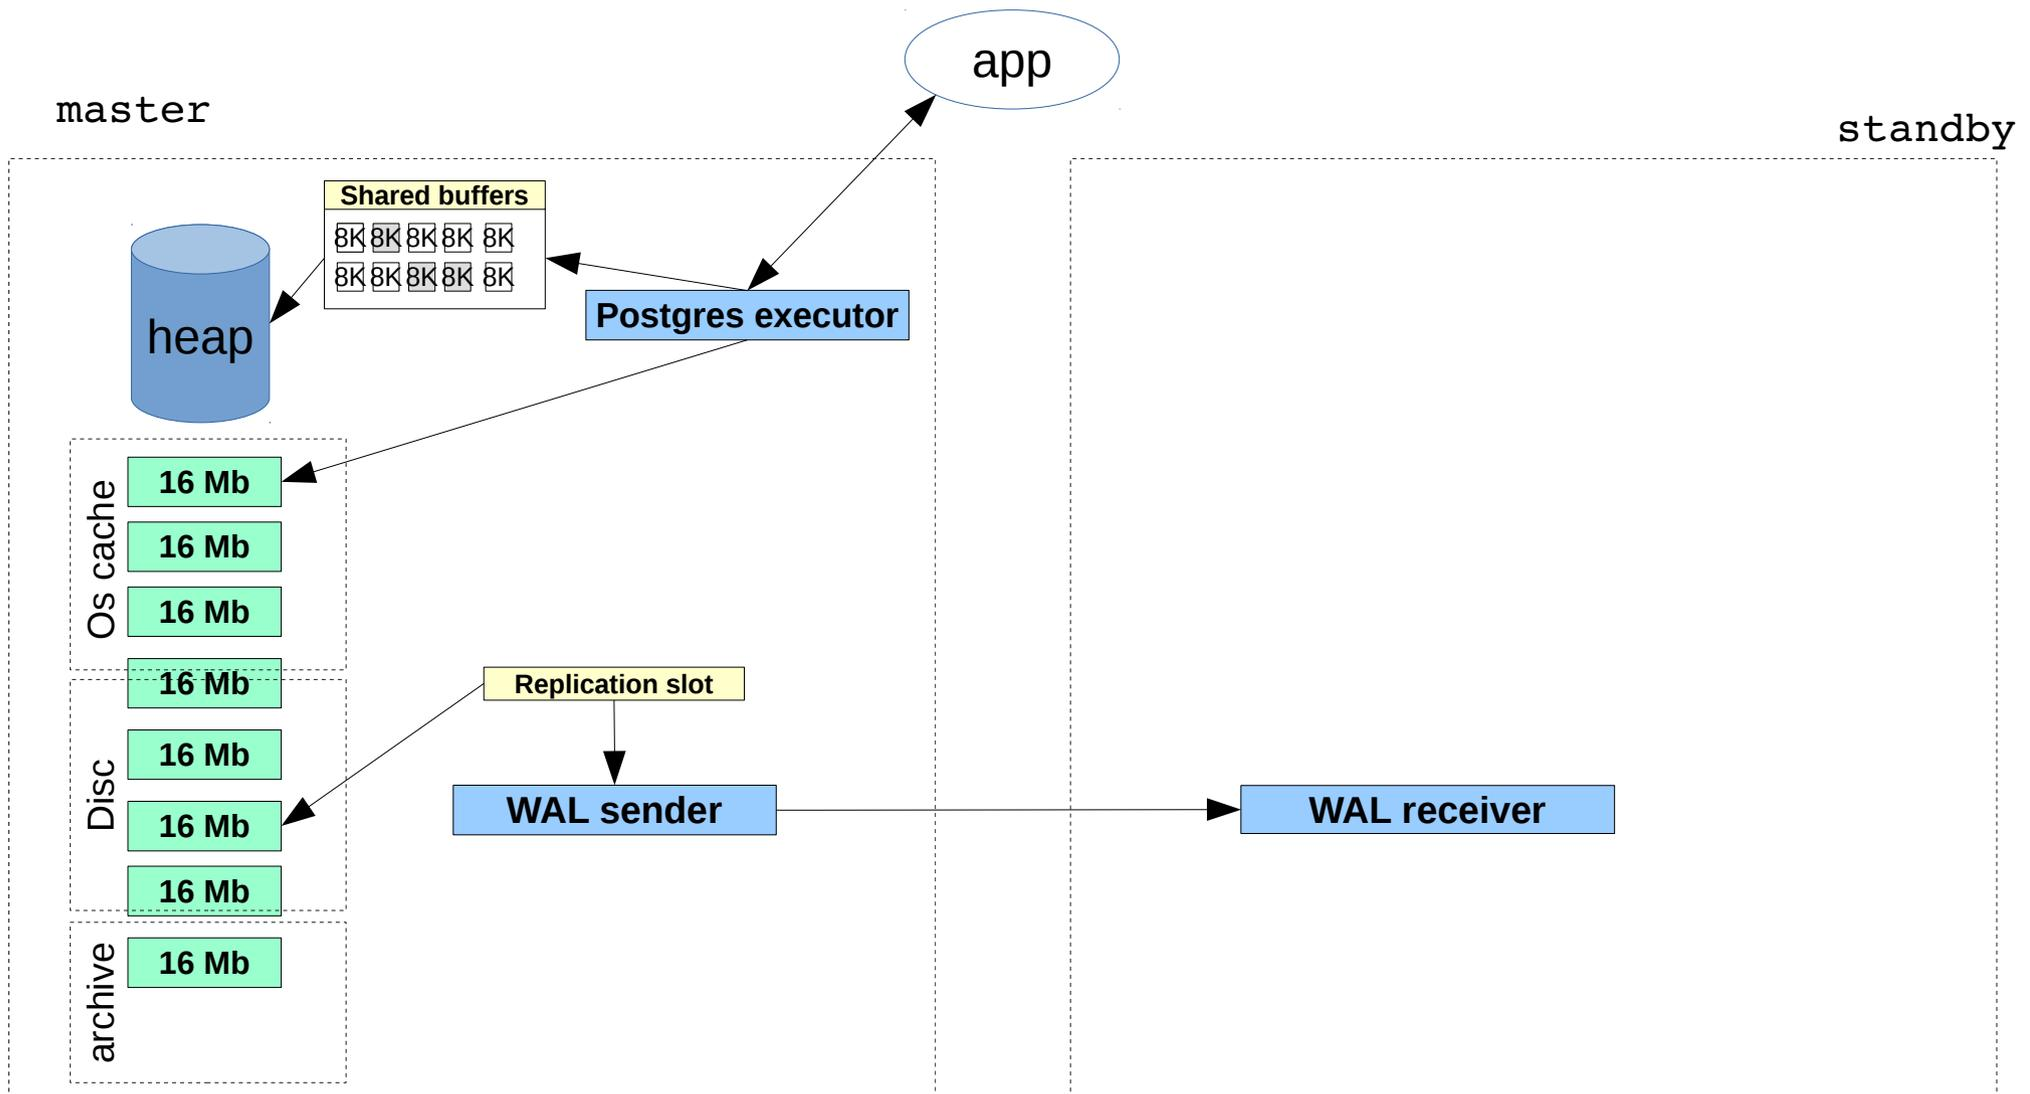 app
master
standby
Shared buffers
8K 8K 8K 8K 8K
8K 8K 8K 8K 8K
Postgres executor
heap
Os cache
16 Mb
16 Mb
16 Mb
16 Mb
Replication slot
Disc
16 Mb
16 Mb
16 Mb
WAL sender
WAL receiver
archive
16 Mb